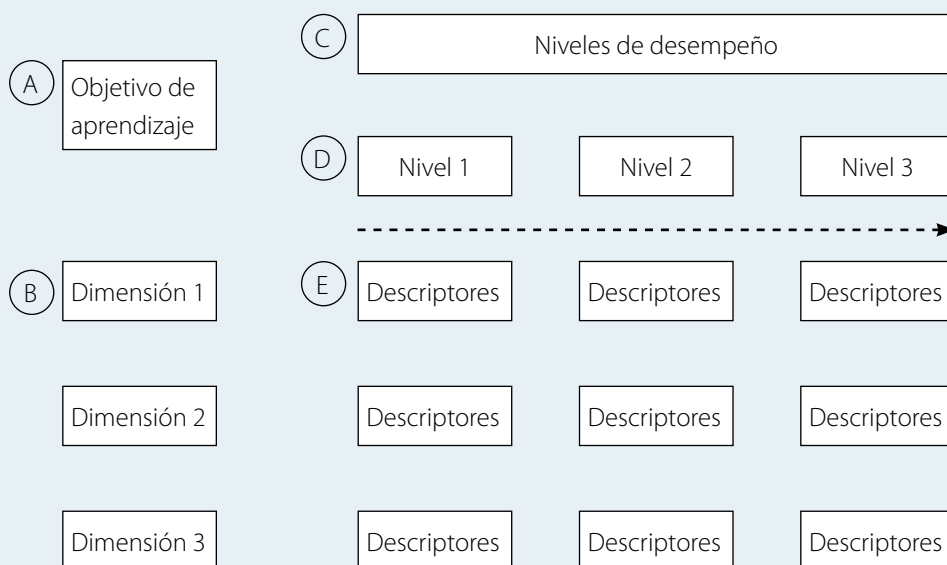 C
Niveles de desempeño
A
Objetivo de
aprendizaje
D
Nivel 1
Nivel 2
Nivel 3
B
Dimensión 1
E
Descriptores
Descriptores
Descriptores
Dimensión 2
Descriptores
Descriptores
Descriptores
Dimensión 3
Descriptores
Descriptores
Descriptores